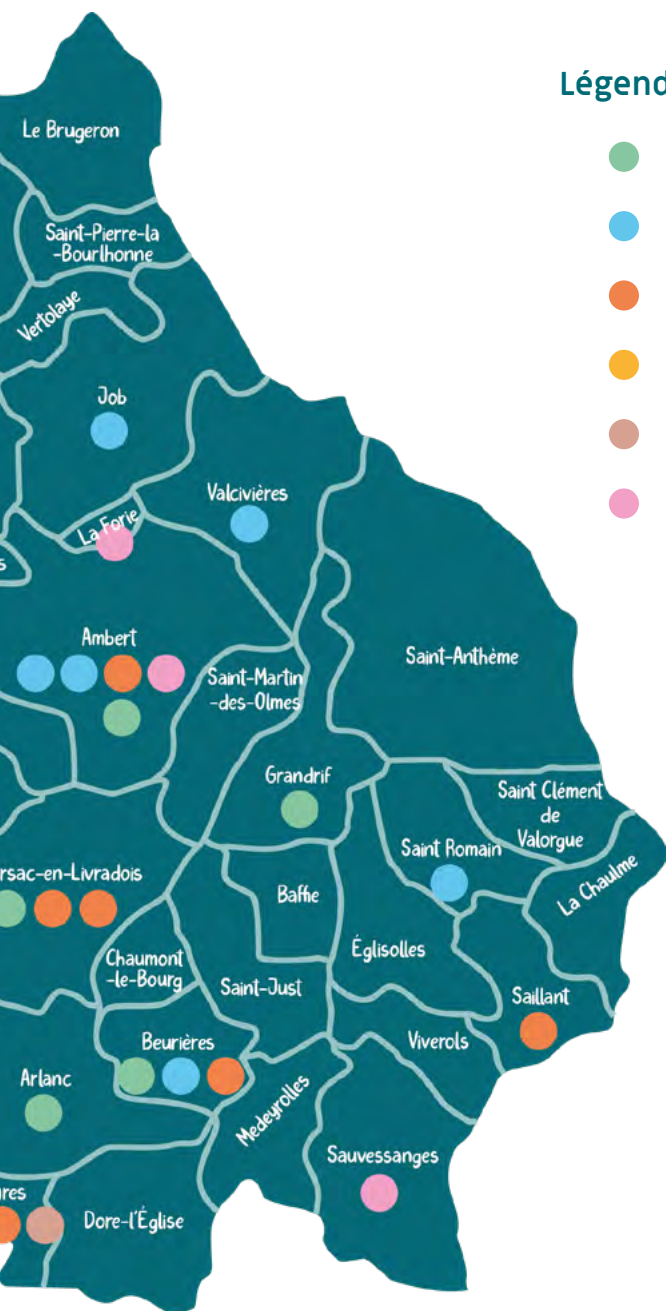 Légend
Le Brugeron
Saint-Pierre-la
-Bourlhonne
Vertolaye
Job
Valcivières
La Forie
s
Ambert
Saint-Martin
-des-Olmes
Saint-Anthème
Grandrif
Saint Clément
de
Valorgue
Saint Romain
La Chaulme
rsac-en-Livradois
Baffie
Églisolles
Chaumont
-le-Bourg
Saint-Just
Saillant
Beurières
Viverols
Arlanc
Medeyrolles
Sauvessanges
res
Dore-l'Église